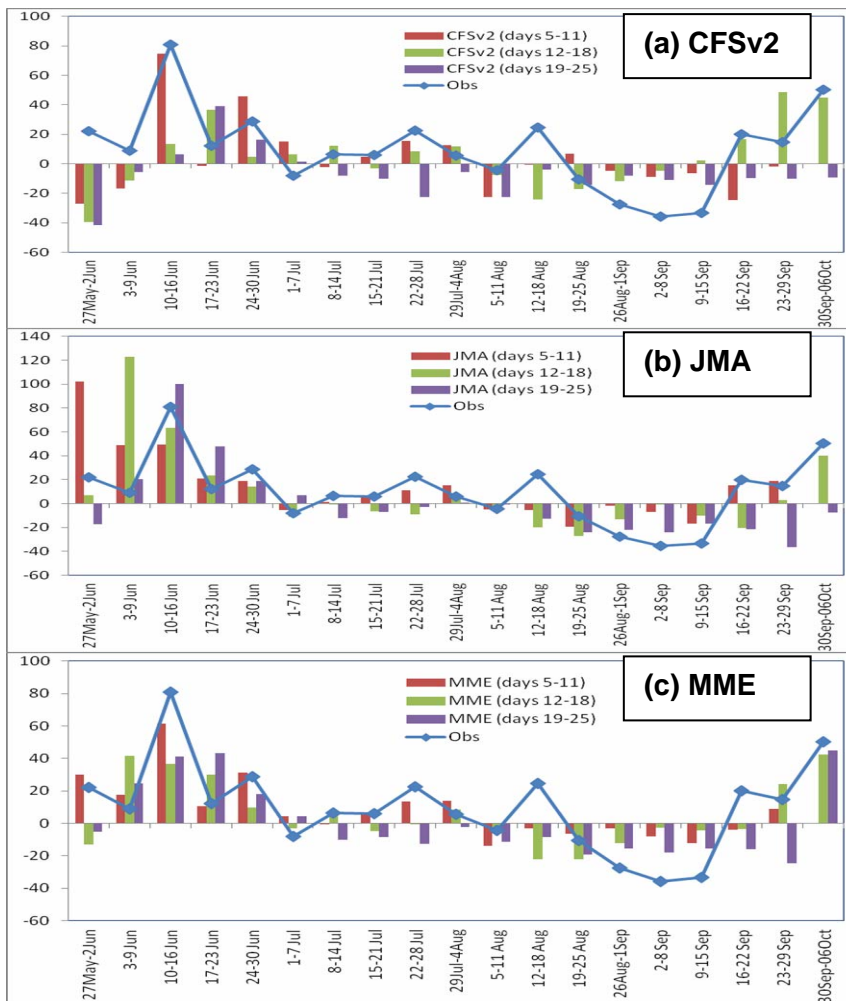 (a) CFSv2
CFSv2 (days 5-11)
CFSv2 (days 12-18)
CFSv2 (days 19-25)
Obs
100
80
60
40
20
0
-20
-40
-60
27May-2Jun
3-9 Jun
10-16 Jun
17-23 Jun
24-30 Jun
1-7 Jul
8-14 Jul
15-21 Jul
22-28 Jul
29Jul-4Aug
5-11 Aug
12-18 Aug
19-25 Aug
26Aug-1Sep
2-8 Sep
9-15 Sep
16-22 Sep
23-29 Sep
30Sep-06Oct
(b) JMA
JMA (days 5-11)
JMA (days 12-18)
JMA (days 19-25)
Obs
140
120
100
80
60
40
20
0
-20
-40
-60
27May-2Jun
3-9 Jun
10-16 Jun
17-23 Jun
24-30 Jun
1-7 Jul
8-14 Jul
15-21 Jul
22-28 Jul
29Jul-4Aug
5-11 Aug
12-18 Aug
19-25 Aug
26Aug-1Sep
2-8 Sep
9-15 Sep
16-22 Sep
23-29 Sep
30Sep-06Oct
(c) MME
MME (days 5-11)
MME (days 12-18)
MME (days 19-25)
Obs
100
80
60
40
20
0
-20
-40
-60
27May-2Jun
3-9 Jun
10-16 Jun
17-23 Jun
24-30 Jun
1-7 Jul
8-14 Jul
15-21 Jul
22-28 Jul
29Jul-4Aug
5-11 Aug
12-18 Aug
19-25 Aug
26Aug-1Sep
2-8 Sep
9-15 Sep
16-22 Sep
23-29 Sep
30Sep-06Oct